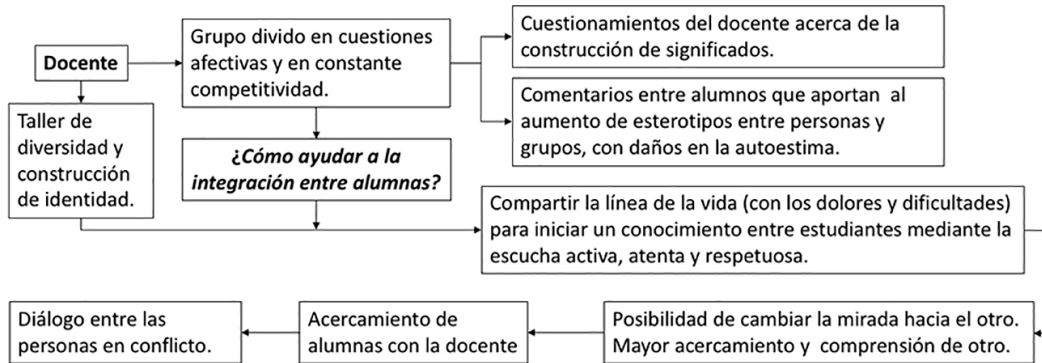 Docente
Grupo divido en cuestiones
afectivas y en constante
competitividad.
Cuestionamientos del docente acerca de la
construcción de significados.
Comentarios entre alumnos que aportan al
aumento de esterotipos entre personas y
grupos, con daños en la autoestima.
Taller de
diversidad y
construcción
de identidad.
¿Cómo ayudar a la
integración entre alumnas?
Compartir la línea de la vida (con los dolores y dificultades)
para iniciar un conocimiento entre estudiantes mediante la
escucha activa, atenta y respetuosa.
Posibilidad de cambiar la mirada hacia el otro.
Mayor acercamiento y comprensión de otro.
Acercamiento de
alumnas con la docente
Diálogo entre las
personas en conflicto.